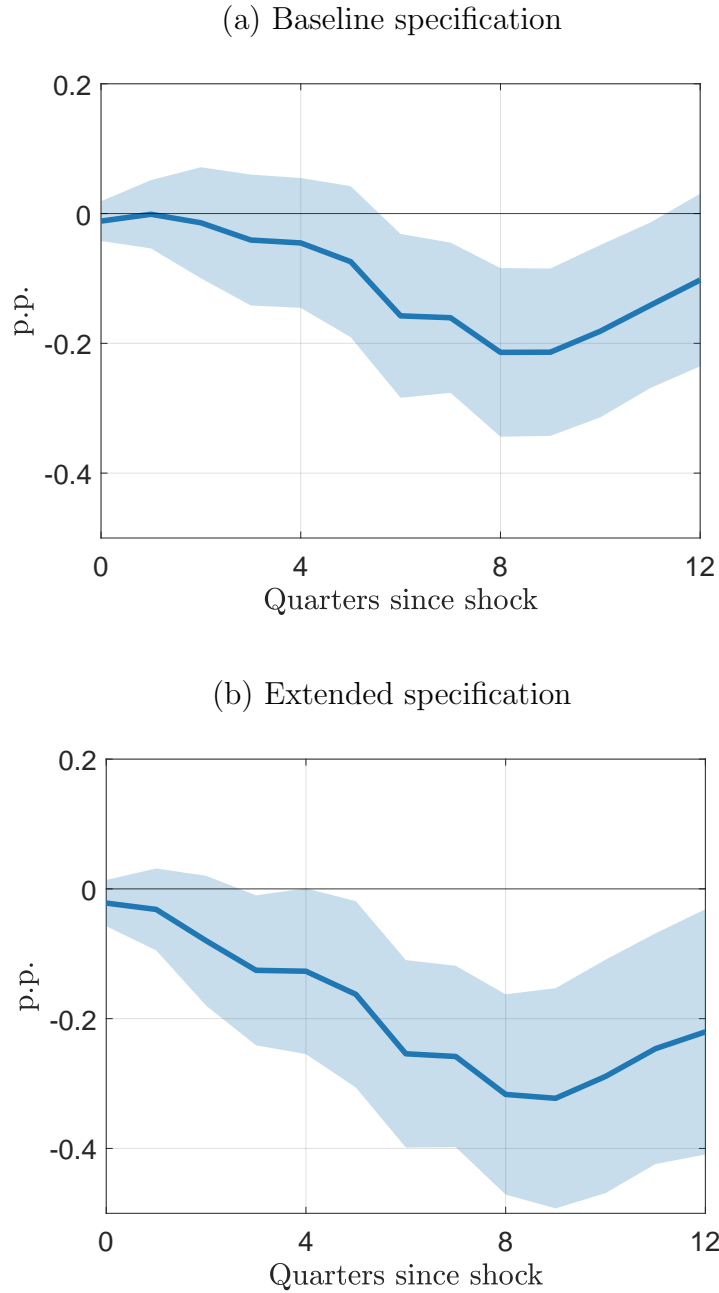 (a) Baseline specification
0.2
0
-0.2
-0.4
p.p.
0 4 8 12
Quarters since shock
(b) Extended specification
0.2
0
-0.2
-0.4
p.p.
0 4 8 12
Quarters since shock